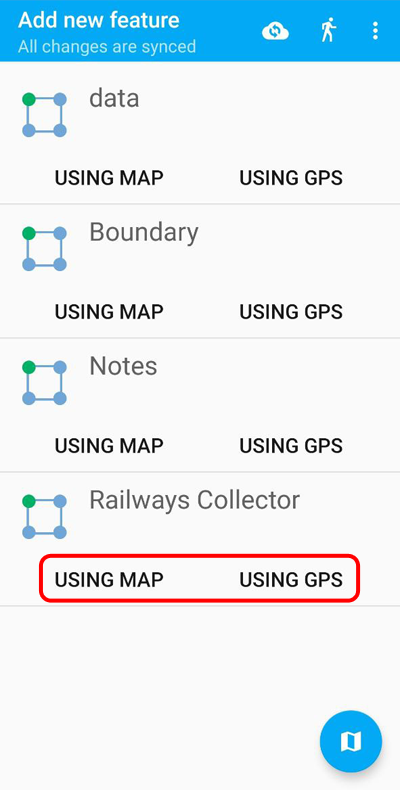 Add new feature
All changes are synced
data
USING MAP USING GPS
Boundary
USING MAP USING GPS
Notes
USING MAP USING GPS
Railways Collector
USING MAP USING GPS